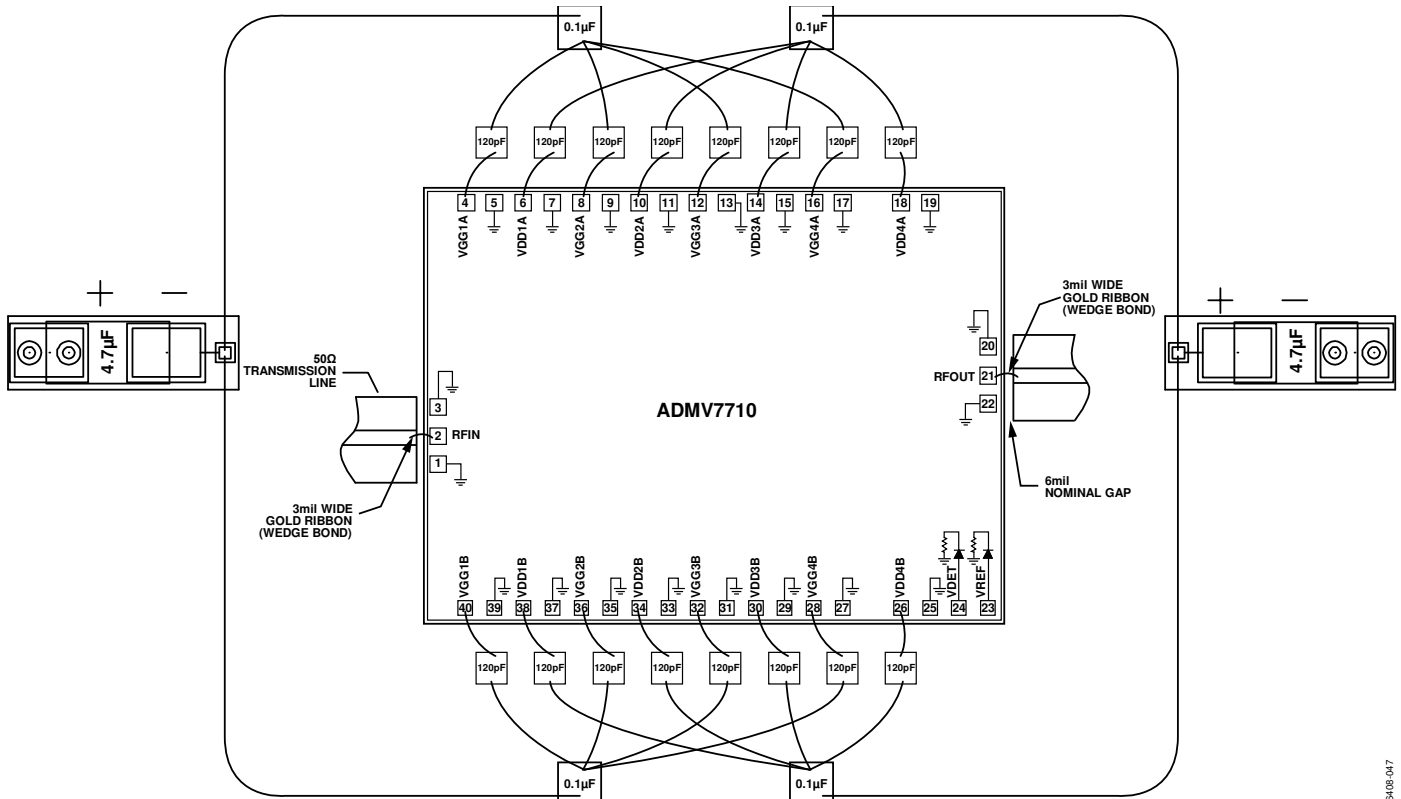 0.1µF 0.1µF
120pF 120pF 120pF 120pF 120pF 120pF 120pF 120pF
4 5 6 7 8 9 10 11 12 13 14 15 16 17 18 19
VGG1A VDD1A VGG2A VDD2A VGG3A VDD3A VGG4A VDD4A
+ −
4.7µF
+ −
4.7µF
3mil WIDE
GOLD RIBBON
(WEDGE BOND)
50Ω
TRANSMISSION
LINE
20
RFOUT 21
22
3
2 RFIN
1
ADMV7710
3mil WIDE
GOLD RIBBON
(WEDGE BOND)
6mil
NOMINAL GAP
VGG1B VDD1B VGG2B VDD2B VGG3B VDD3B VGG4B VDD4B VDET VREF
40 39 38 37 36 35 34 33 32 31 30 29 28 27 26 25 24 23
120pF 120pF 120pF 120pF 120pF 120pF 120pF 120pF
0.1µF 0.1µF